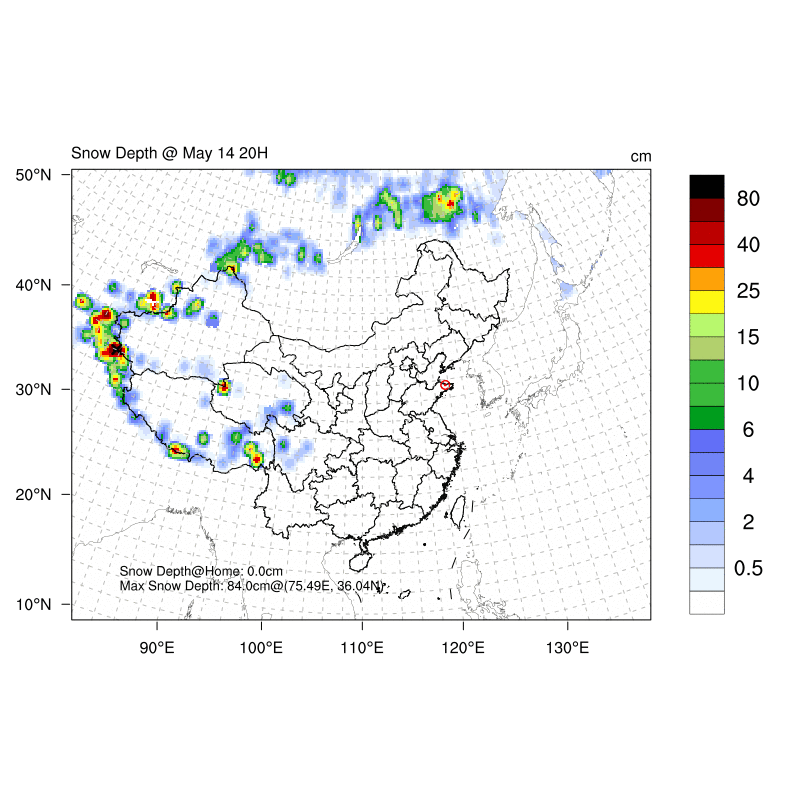 Snow Depth @ May 14 20H
cm
50°N
40°N
30°N
20°N
10°N
90°E
100°E
110°E
120°E
130°E
80
40
25
15
10
6
4
2
0.5
Snow Depth@Home: 0.0cm
Max Snow Depth: 84.0cm@(75.49E, 36.04N)